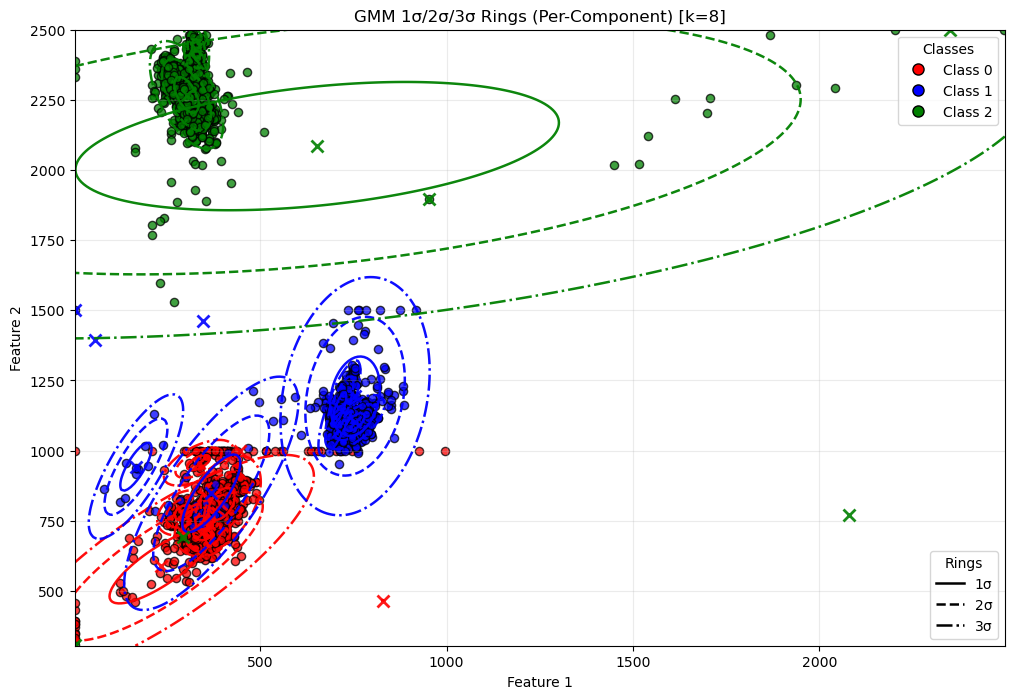 GMM 1σ/2σ/3σ Rings (Per-Component) [k=8]
Classes
Class 0
Class 1
Class 2
Feature 2
2500
2250
2000
1750
1500
1250
1000
750
500
Rings
1σ
2σ
3σ
500
1000
1500
2000
Feature 1